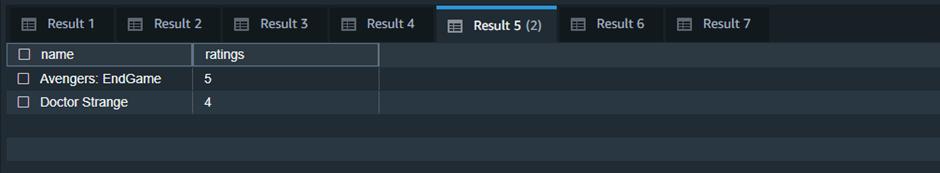 Result 1 Result 2 Result 3 Result 4 Result 5 (2) Result 6 Result 7
name ratings
Avengers: EndGame 5
Doctor Strange 4